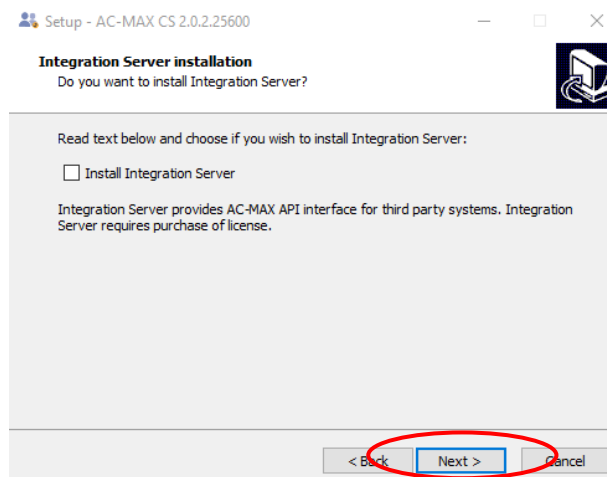 Setup - AC-MAX CS 2.0.2.25600
Integration Server installation
Do you want to install Integration Server?
Read text below and choose if you wish to install Integration Server:
Install Integration Server
Integration Server provides AC-MAX API interface for third party systems. Integration
Server requires purchase of license.
< Back Next > Cancel